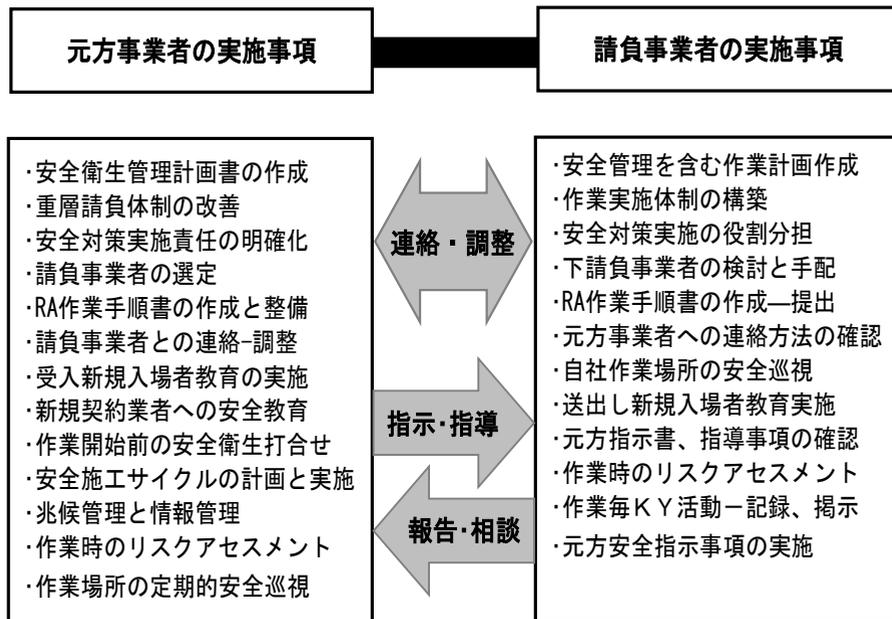 元方事業者の実施事項
請負事業者の実施事項
・安全衛生管理計画書の作成
・重層請負体制の改善
・安全対策実施責任の明確化
・請負事業者の選定
・RA作業手順書の作成と整備
・請負事業者との連絡-調整
・受入新規入場者教育の実施
・新規契約業者への安全教育
・作業開始前の安全衛生打合せ
・安全施工サイクルの計画と実施
・兆候管理と情報管理
・作業時のリスクアセスメント
・作業場所の定期的安全巡視
連絡・調整
指示・指導
報告・相談
・安全管理を含む作業計画作成
・作業実施体制の構築
・安全対策実施の役割分担
・下請負事業者の検討と手配
・RA作業手順書の作成―提出
・元方事業者への連絡方法の確認
・自社作業場所の安全巡視
・送出し新規入場者教育実施
・元方指示書、指導事項の確認
・作業時のリスクアセスメント
・作業毎ＫＹ活動－記録、掲示
・元方安全指示事項の実施